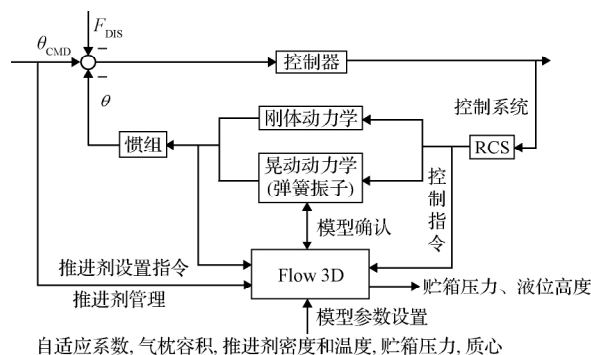 F_DIS
θ_CMD
控制器
θ
控制系统
刚体动力学
惯组
RCS
晃动动力学
(弹簧振子)
控制指令
模型确认
推进剂设置指令
Flow 3D
推进剂管理
贮箱压力、液位高度
模型参数设置
自适应系数, 气枕容积, 推进剂密度和温度, 贮箱压力, 质心